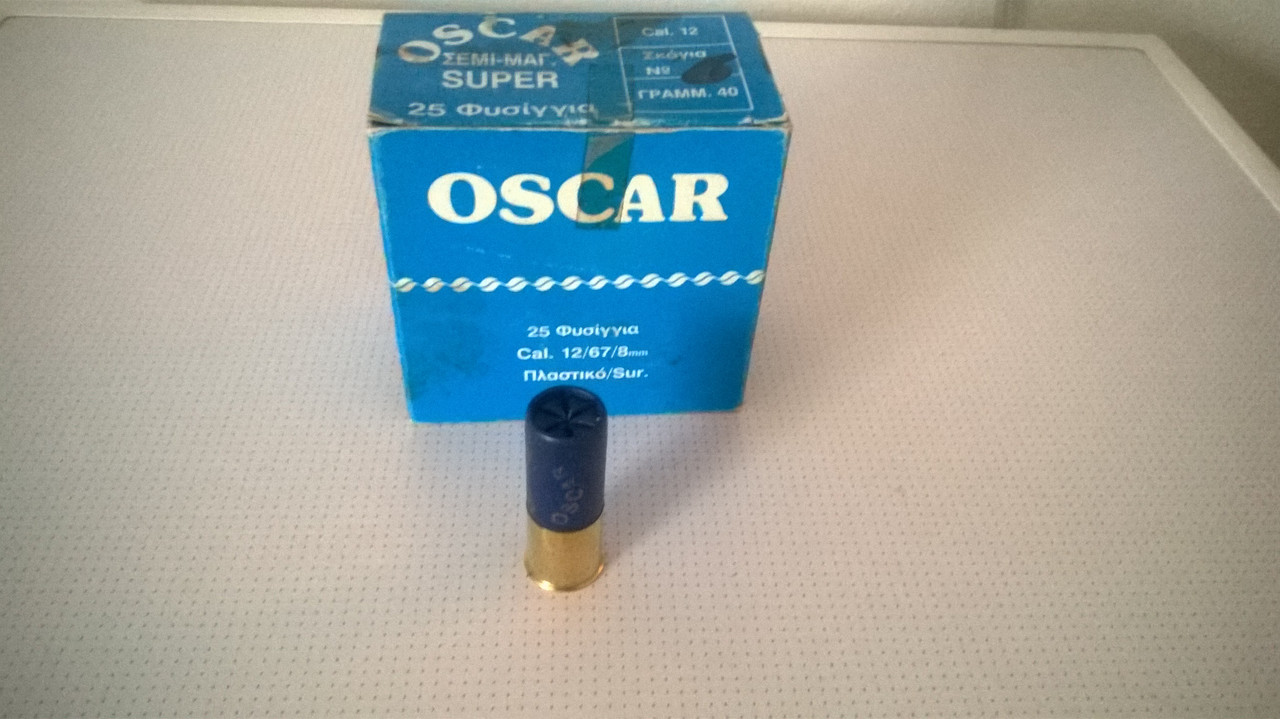 OSCAR
ΣΕΜΙ-ΜΑΓ.
SUPER
25 Φυσίγγια
Cal. 12
Σκάγια
Nº 6
ΓΡΑΜΜ. 40
OSCAR
25 Φυσίγγια
Cal. 12/67/8mm
Πλαστικό/Sur.
OSCAR